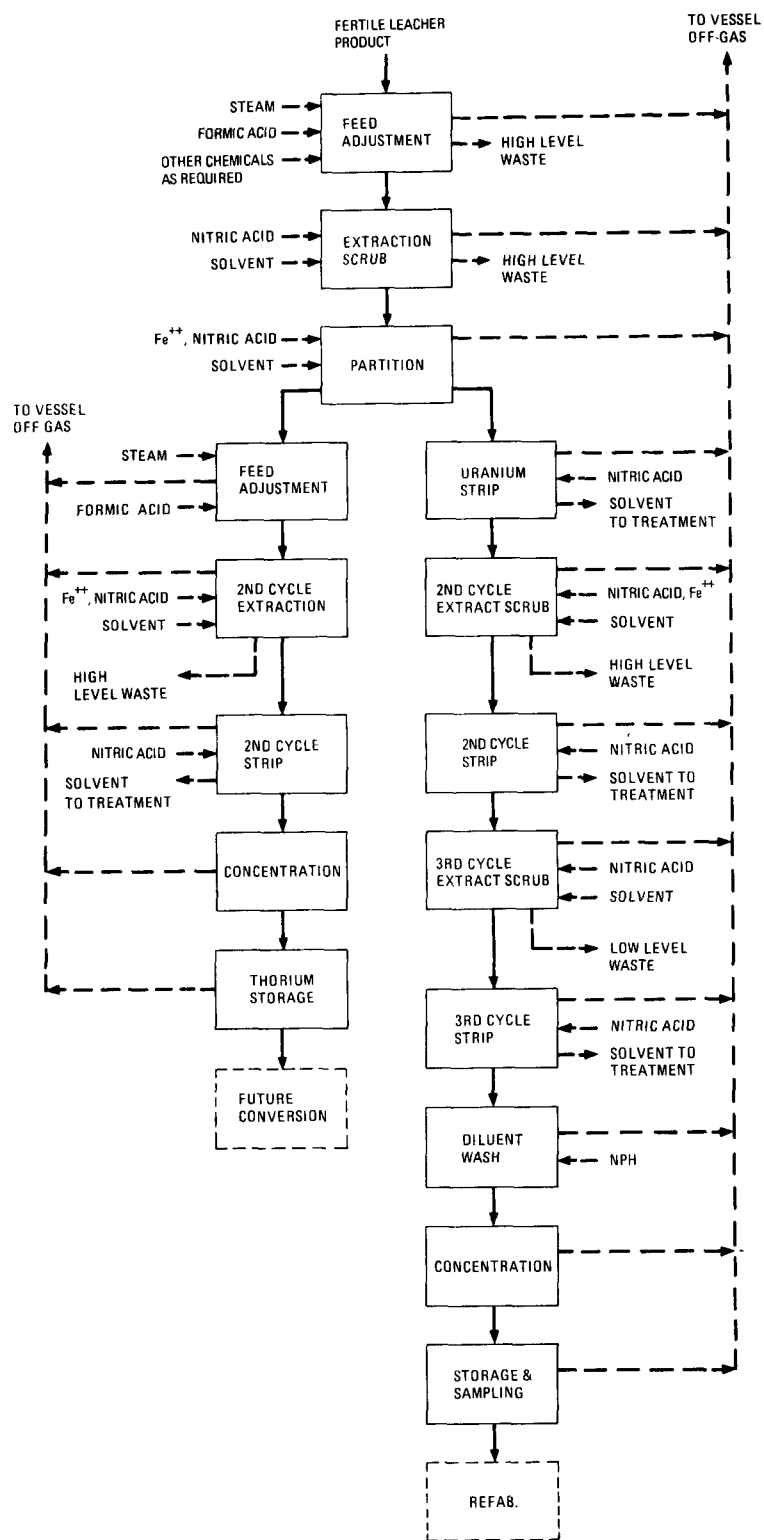 FERTILE LEACHER
PRODUCT
TO VESSEL
OFF-GAS
STEAM
FORMIC ACID
OTHER CHEMICALS
AS REQUIRED
FEED
ADJUSTMENT
HIGH LEVEL
WASTE
NITRIC ACID
SOLVENT
EXTRACTION
SCRUB
HIGH LEVEL
WASTE
Fe++, NITRIC ACID
SOLVENT
PARTITION
TO VESSEL
OFF GAS
STEAM
FORMIC ACID
FEED
ADJUSTMENT
Fe++, NITRIC ACID
SOLVENT
2ND CYCLE
EXTRACTION
HIGH
LEVEL WASTE
NITRIC ACID
SOLVENT
TO TREATMENT
2ND CYCLE
STRIP
CONCENTRATION
THORIUM
STORAGE
FUTURE
CONVERSION
URANIUM
STRIP
NITRIC ACID
SOLVENT
TO TREATMENT
2ND CYCLE
EXTRACT SCRUB
NITRIC ACID, Fe++
SOLVENT
HIGH LEVEL
WASTE
2ND CYCLE
STRIP
NITRIC ACID
SOLVENT TO
TREATMENT
3RD CYCLE
EXTRACT SCRUB
NITRIC ACID
SOLVENT
LOW LEVEL
WASTE
3RD CYCLE
STRIP
NITRIC ACID
SOLVENT TO
TREATMENT
DILUENT
WASH
NPH
CONCENTRATION
STORAGE &
SAMPLING
REFAB.